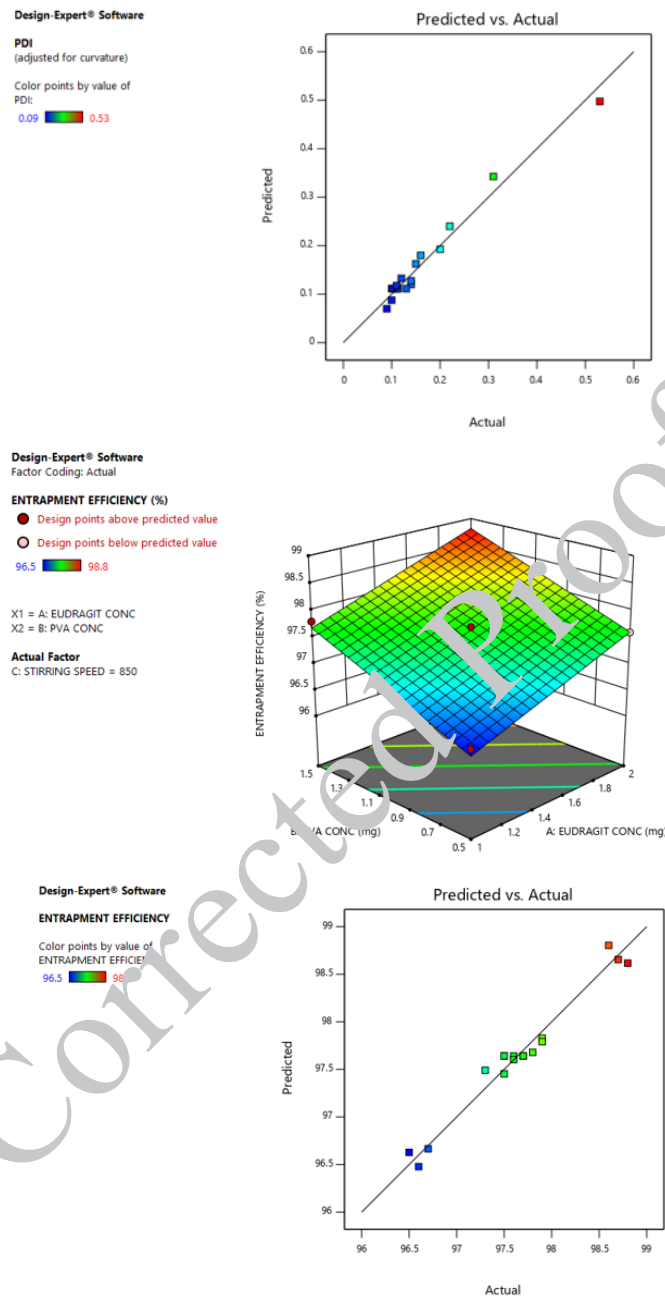 Design-Expert® Software
PDI
(adjusted for curvature)
Color points by value of
PDI:
0.09 0.53
Predicted vs. Actual
0.6
0.5
0.4
0.3
0.2
0.1
0
Predicted
0 0.1 0.2 0.3 0.4 0.5 0.6
Actual
Design-Expert® Software
Factor Coding: Actual
ENTRAPMENT EFFICIENCY (%)
Design points above predicted value
Design points below predicted value
96.5 98.8
X1 = A: EUDRAGIT CONC
X2 = B: PVA CONC
Actual Factor
C: STIRRING SPEED = 850
ENTRAPMENT EFFICIENCY (%)
99
98.5
98
97.5
97
96.5
96
1.5 1.3 1.1 0.9 0.7 0.5
CONC (mg)
1 1.2 1.4 1.6 1.8 2
A: EUDRAGIT CONC (mg)
Design-Expert® Software
ENTRAPMENT EFFICIENCY
Color points by value of
ENTRAPMENT
96.5
Predicted vs. Actual
99
98.5
98
97.5
97
96.5
96
Predicted
96 96.5 97 97.5 98 98.5 99
Actual
Corrected Proof